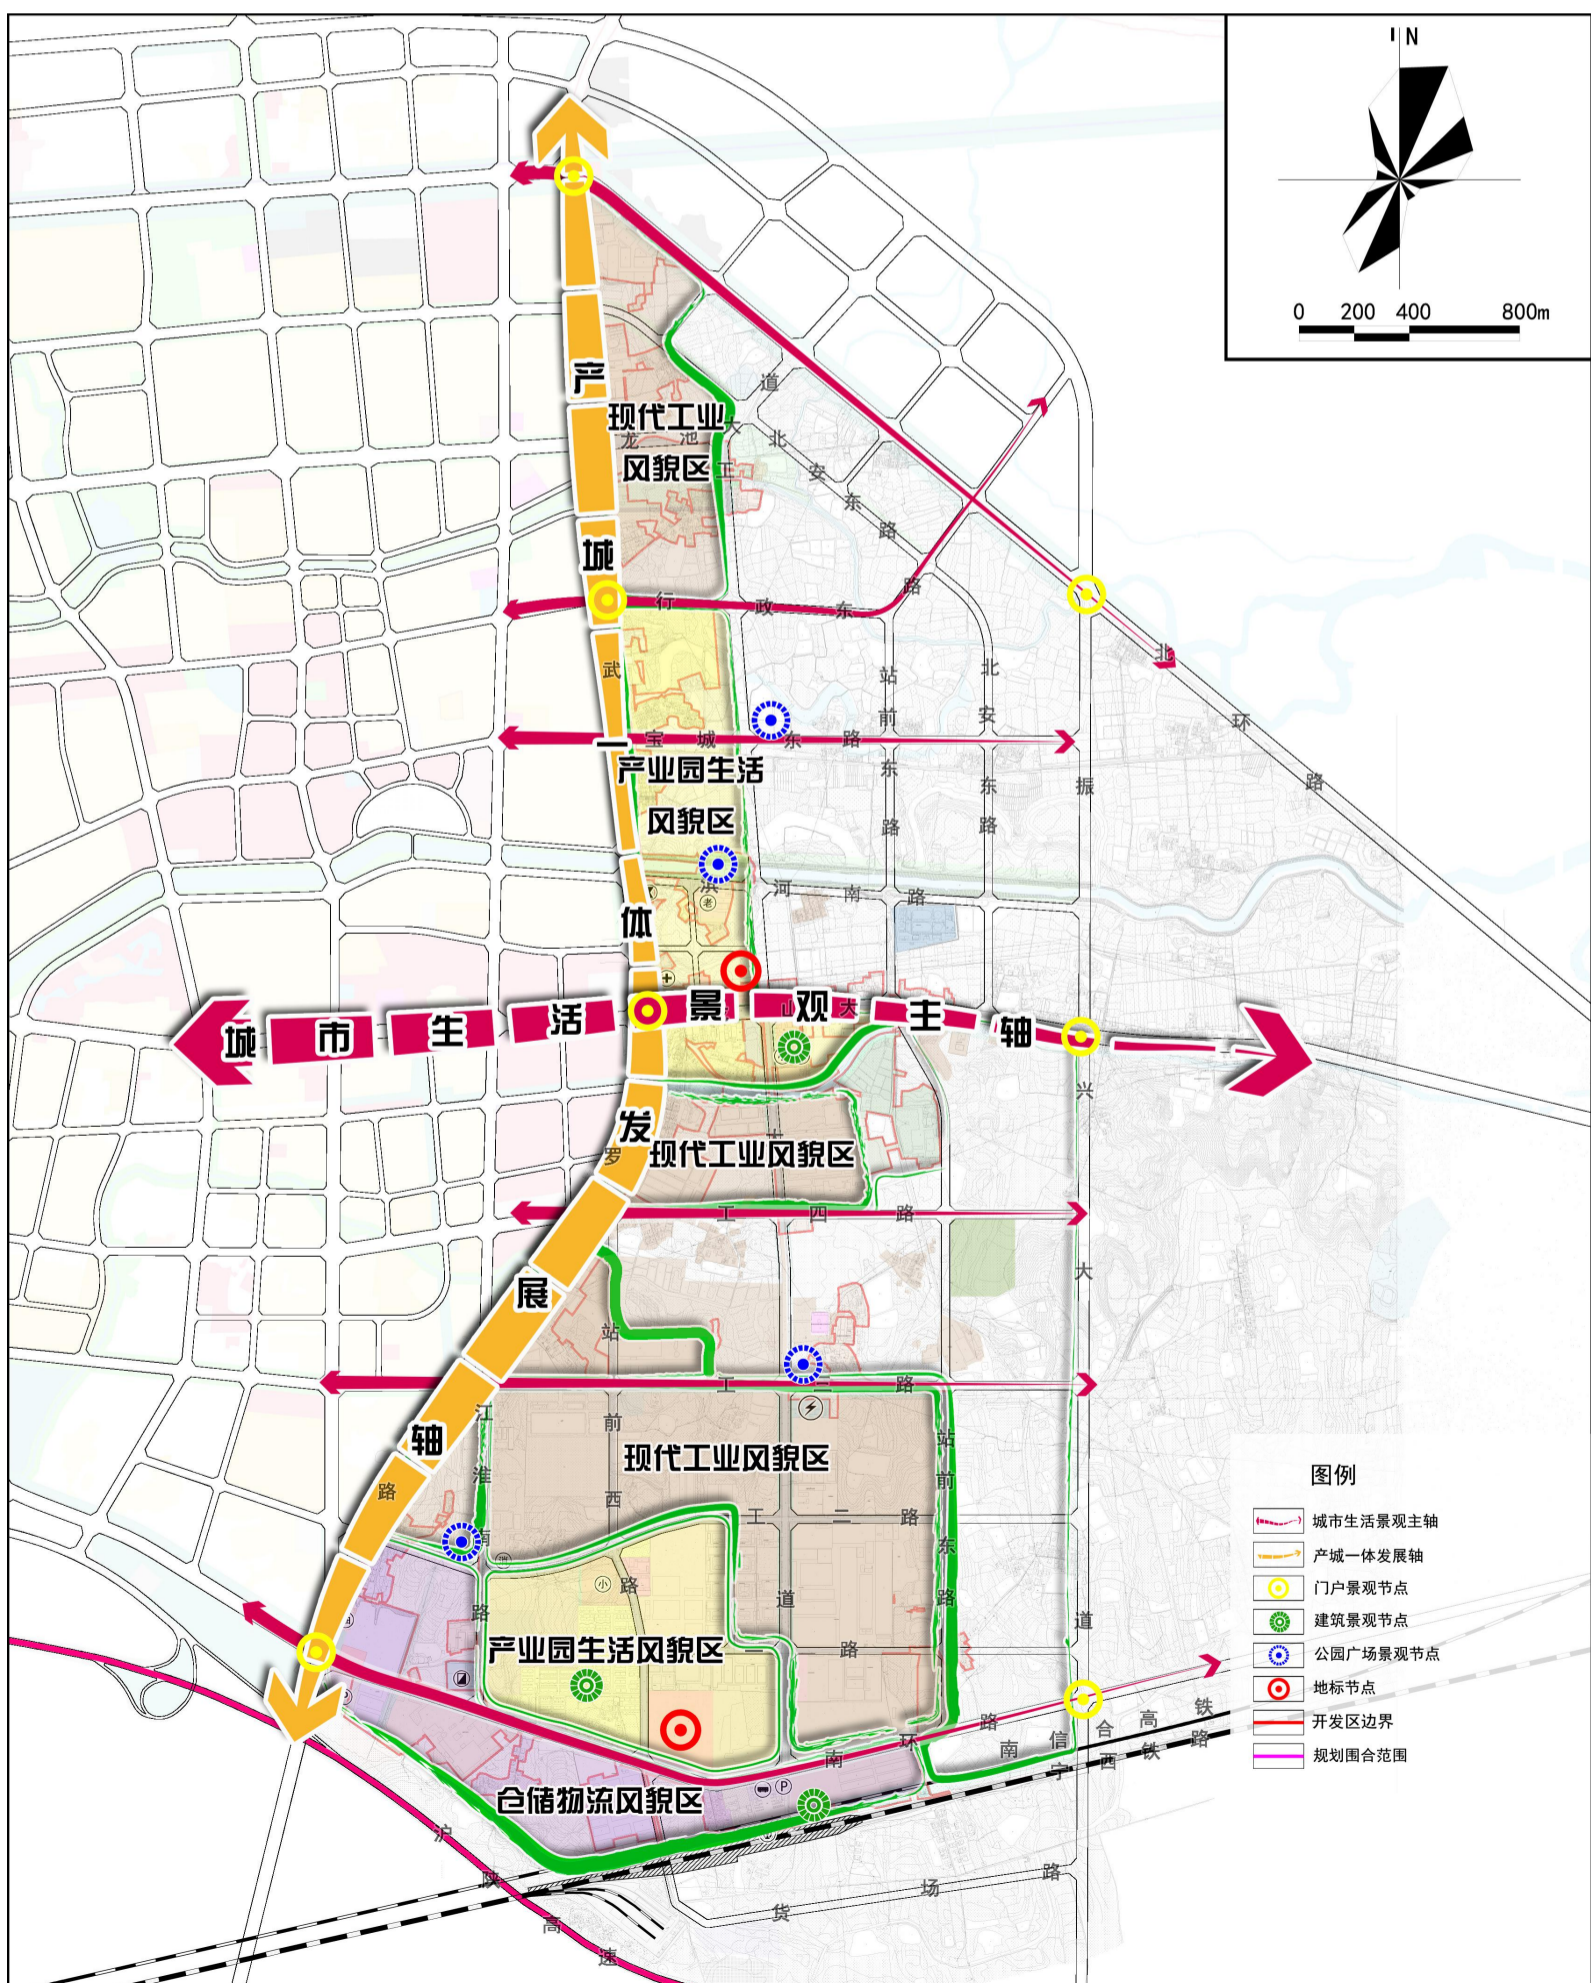 N
0 200 400 800m
产城一体发展轴
城市生活景观主轴
现代工业
风貌区
龙池大道
北安东路
工
行政东路
武
宝城东路
产业园生活
风貌区
站前东路
北安东路
振兴大道
北环路
滨河南路
老
山大
现代工业风貌区
罗
工四路
站前西路
工三路
江淮南路
现代工业风貌区
站前东路
工二路
路
消
小
道
产业园生活风貌区
一路
仓储物流风貌区
P
南环路
南信
合高铁
宁西铁路
沪陕高速
货场路
图例
城市生活景观主轴
产城一体发展轴
门户景观节点
建筑景观节点
公园广场景观节点
地标节点
开发区边界
规划围合范围